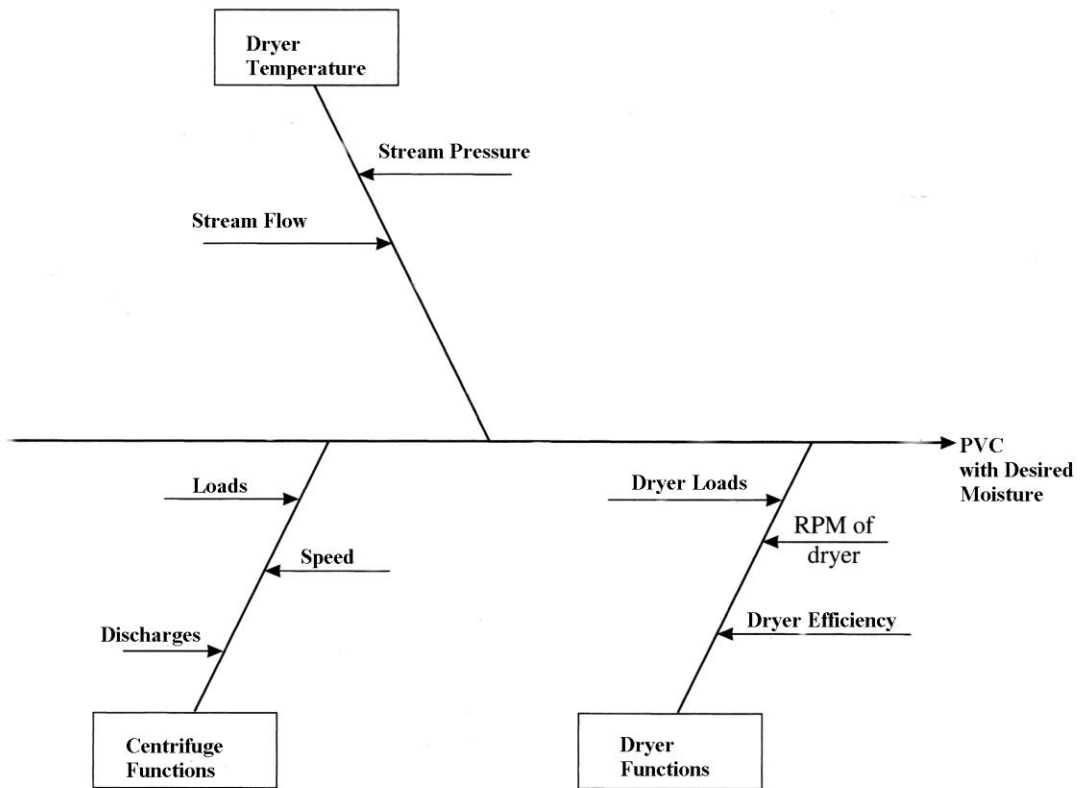 Dryer
Temperature
Stream Pressure
Stream Flow
PVC
with Desired
Moisture
Loads
Dryer Loads
RPM of
dryer
Speed
Dryer Efficiency
Discharges
Centrifuge
Functions
Dryer
Functions